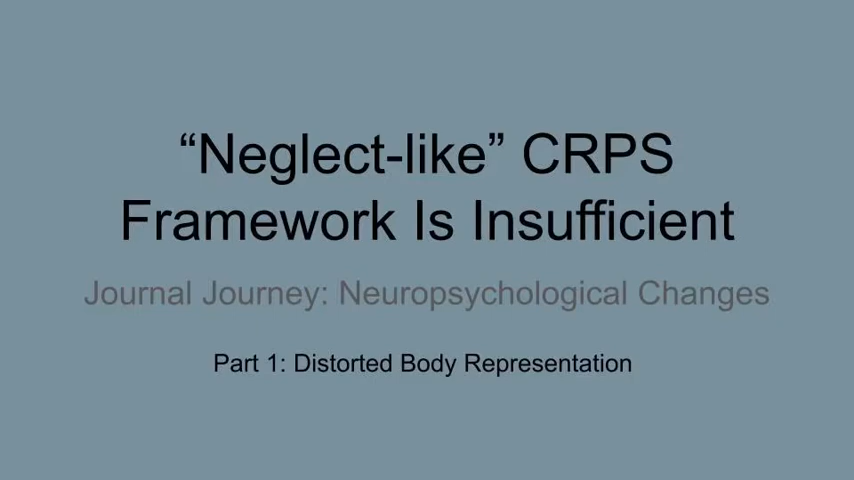 “Neglect-like” CRPS
Framework Is Insufficient
Journal Journey: Neuropsychological Changes
Part 1: Distorted Body Representation